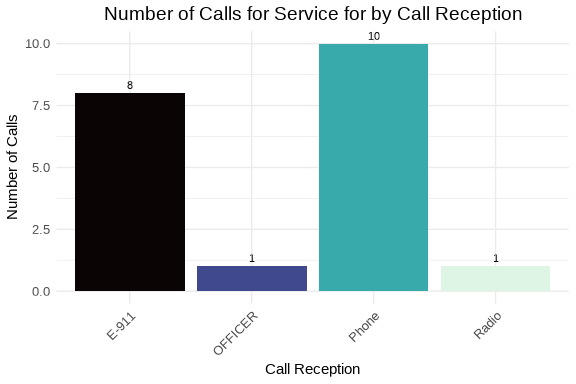 Number of Calls for Service for by Call Reception
Number of Calls
10.0
7.5
5.0
2.5
0.0
8
1
10
1
E-911
OFFICER
Phone
Radio
Call Reception